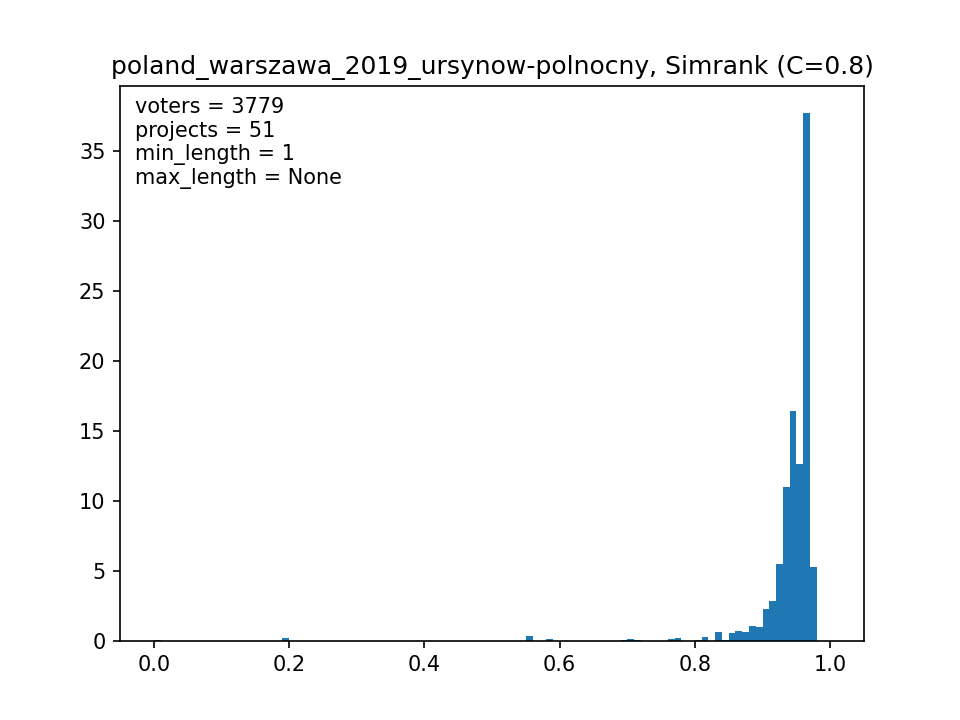 poland_warszawa_2019_ursynow-polnocny, Simrank (C=0.8)
voters = 3779
projects = 51
min_length = 1
max_length = None
35
30
25
20
15
10
5
0
0.0 0.2 0.4 0.6 0.8 1.0